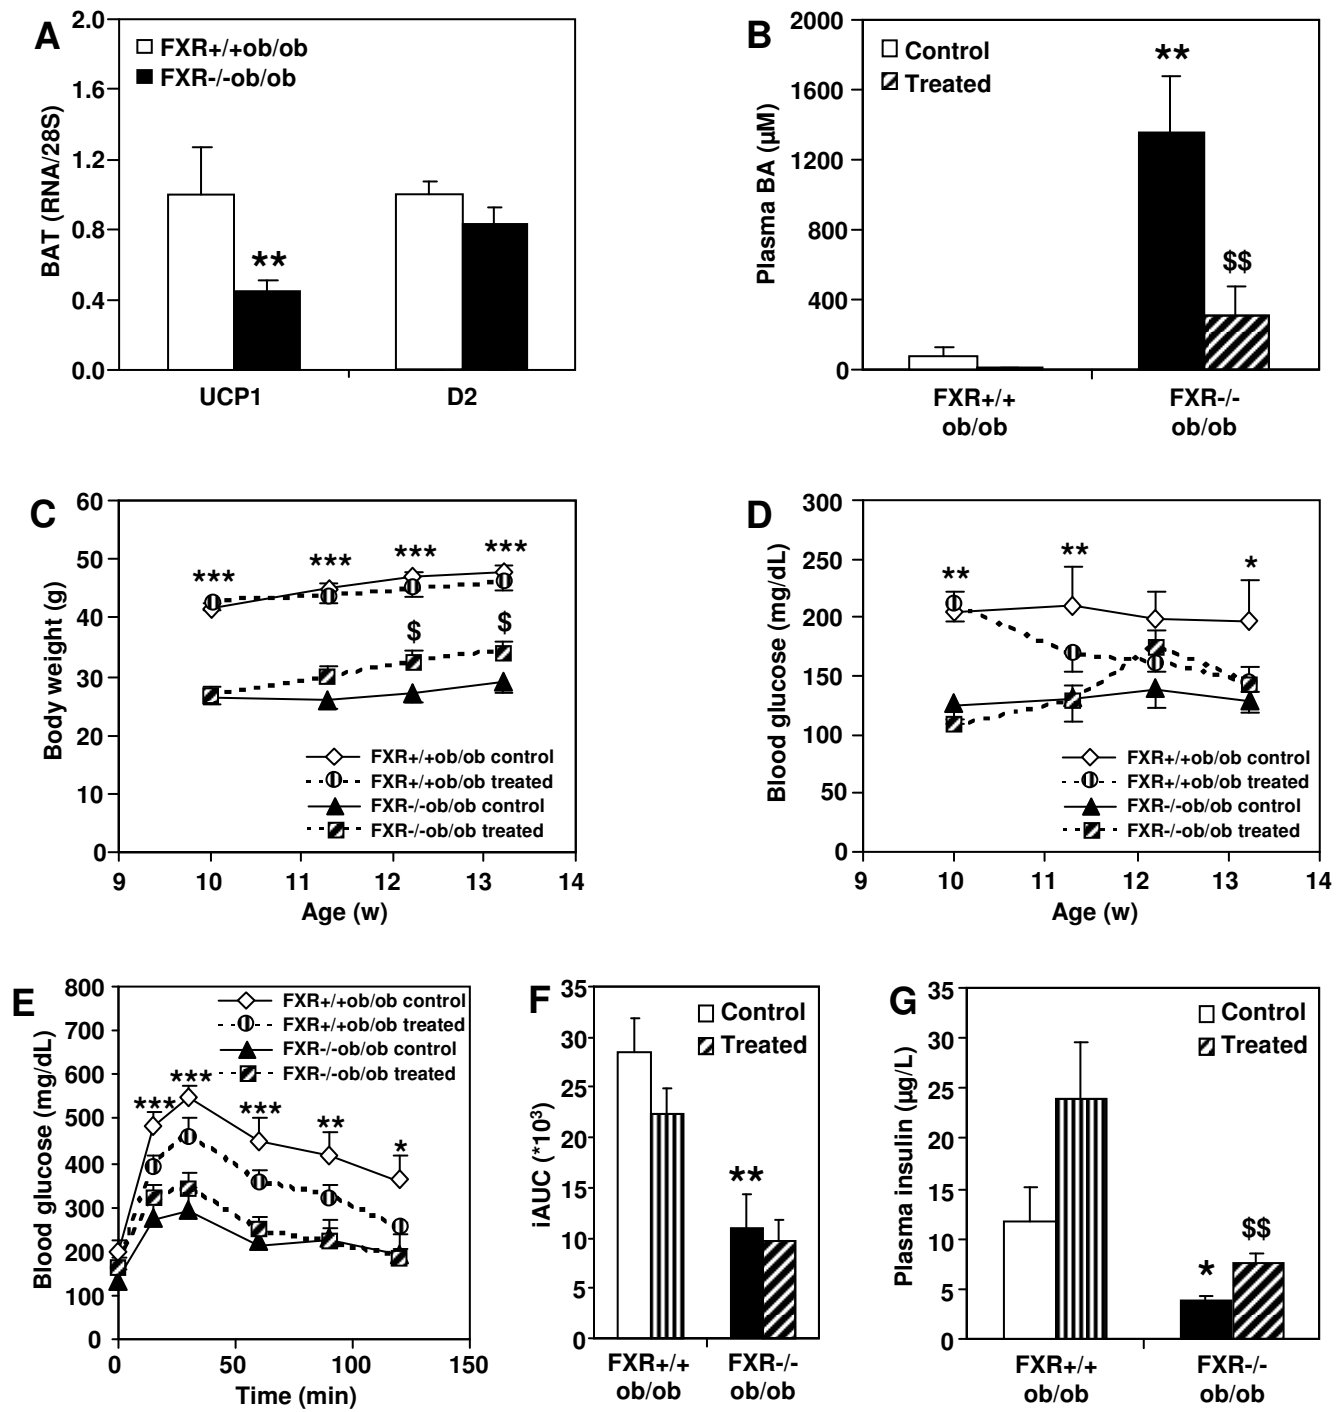 A
BAT (RNA/28S)
2.0
1.6
1.2
0.8
0.4
0.0
FXR+/+ob/ob
FXR-/-ob/ob
**
UCP1 D2
B
Plasma BA (µM)
2000
1600
1200
800
400
0
Control
Treated
**
$$
FXR+/+ FXR-/-
ob/ob ob/ob
C
Body weight (g)
60
50
40
30
20
10
0
*** *** *** ***
$ $
FXR+/+ob/ob control
FXR+/+ob/ob treated
FXR-/-ob/ob control
FXR-/-ob/ob treated
9 10 11 12 13 14
Age (w)
D
Blood glucose (mg/dL)
300
250
200
150
100
50
0
** ** *
FXR+/+ob/ob control
FXR+/+ob/ob treated
FXR-/-ob/ob control
FXR-/-ob/ob treated
9 10 11 12 13 14
Age (w)
E
Blood glucose (mg/dL)
800
700
600
500
400
300
200
100
0
FXR+/+ob/ob control
FXR+/+ob/ob treated
FXR-/-ob/ob control
FXR-/-ob/ob treated
*** *** *** ** *
0 50 100 150
Time (min)
F
iAUC (*10³)
35
30
25
20
15
10
5
0
Control
Treated
**
FXR+/+ FXR-/-
ob/ob ob/ob
G
Plasma insulin (µg/L)
35
30
25
20
15
10
5
0
Control
Treated
*
$$
FXR+/+ FXR-/-
ob/ob ob/ob